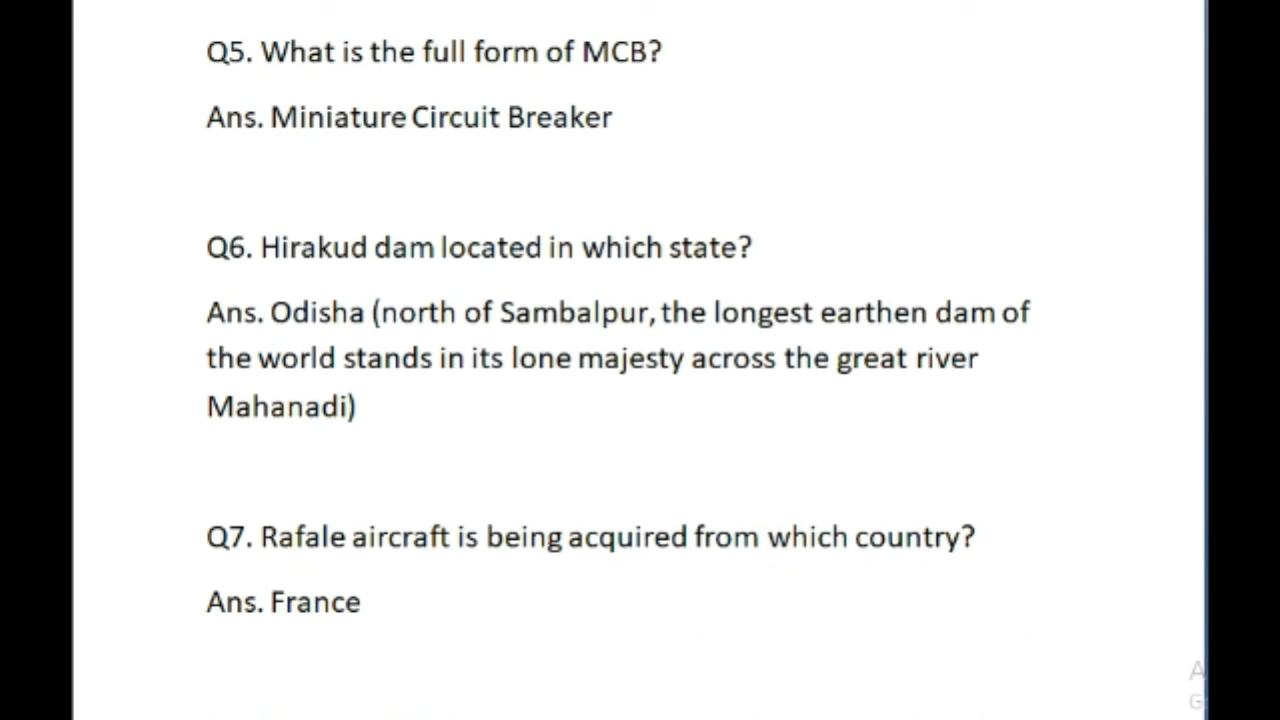 Q5. What is the full form of MCB?
Ans. Miniature Circuit Breaker
Q6. Hirakud dam located in which state?
Ans. Odisha (north of Sambalpur, the longest earthen dam of
the world stands in its lone majesty across the great river
Mahanadi)
Q7. Rafale aircraft is being acquired from which country?
Ans. France